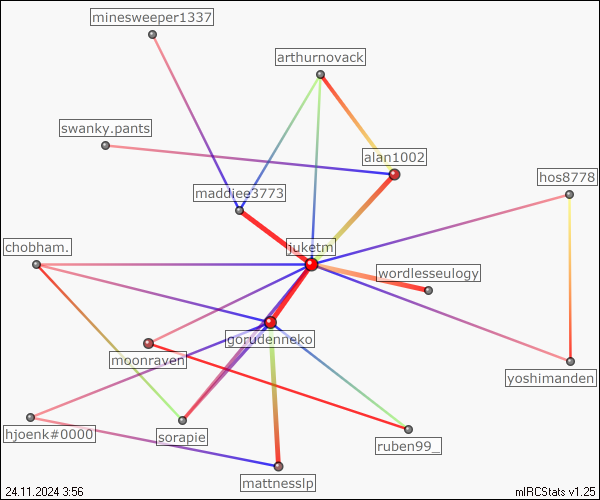 minesweeper1337
arthurnovack
swanky.pants
alan1002
hos8778
maddiee3773
chobham.
juketm
wordlesseulogy
gorudenneko
moonraven
yoshimanden
hjoenk#0000
sorapie
ruben99_
mattnesslp
24.11.2024 3:56
mIRCStats v1.25